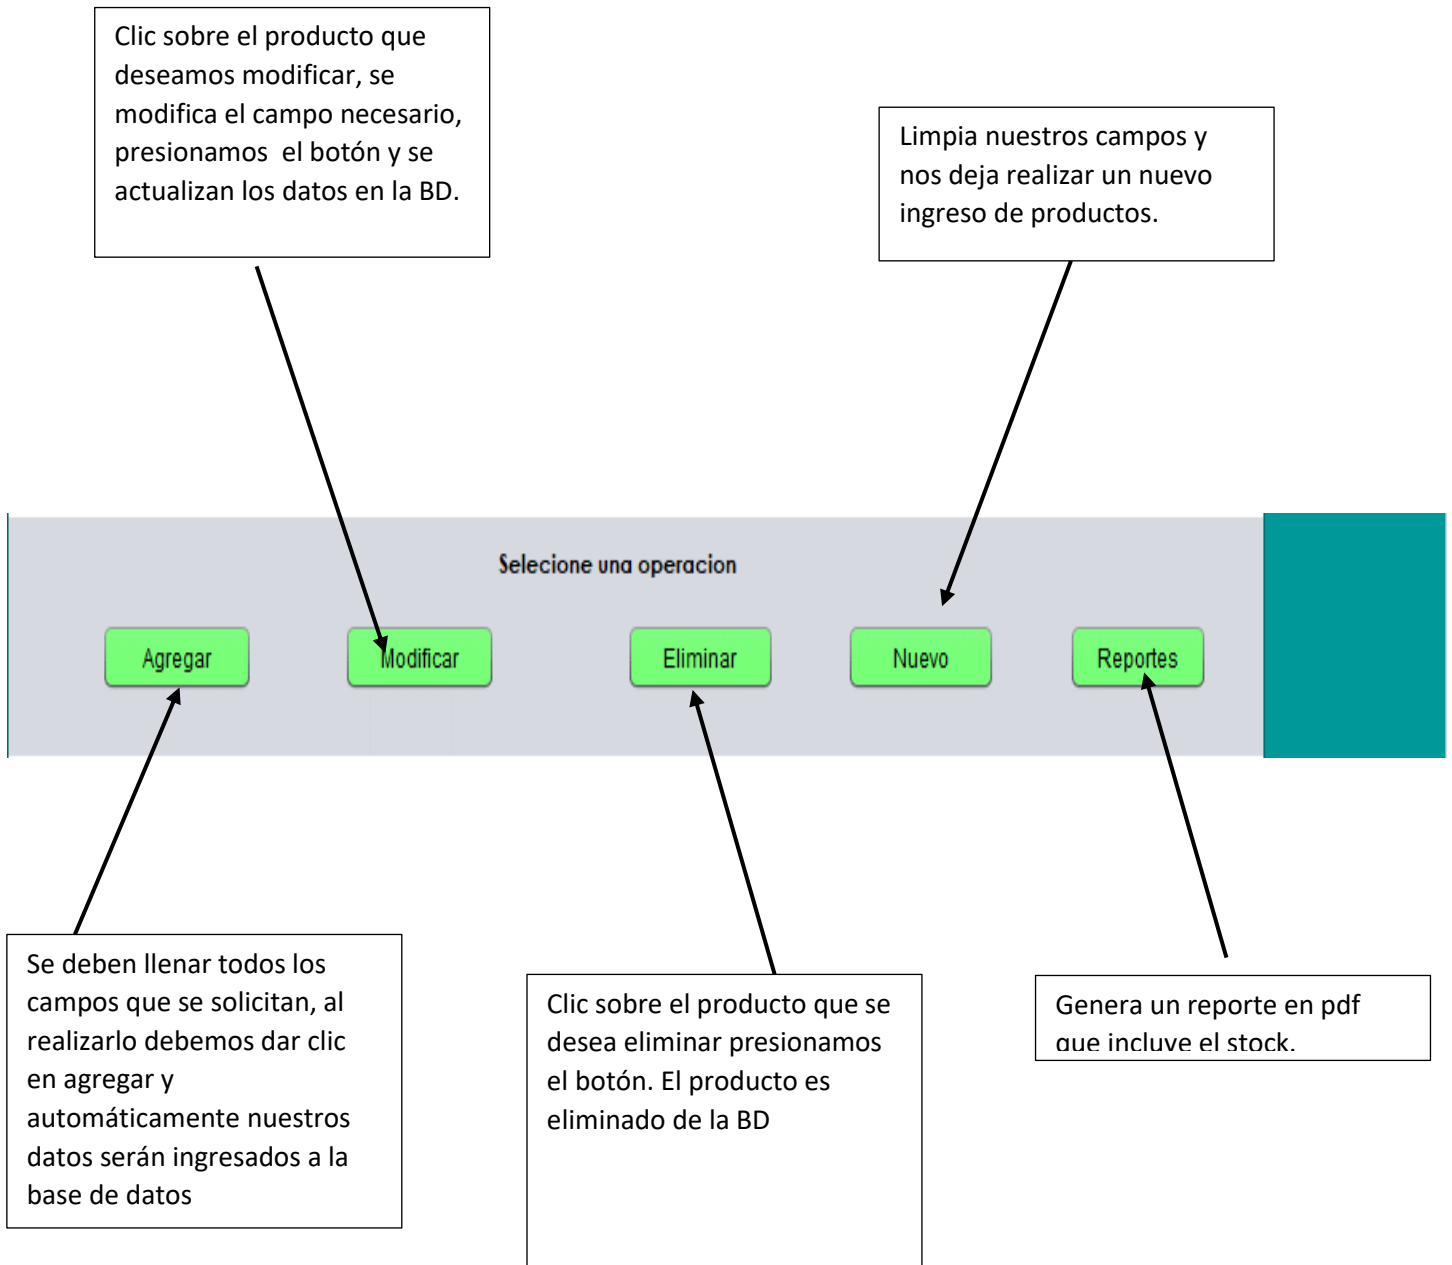 Clic sobre el producto que
deseamos modificar, se
modifica el campo necesario,
presionamos  el botón y se
actualizan los datos en la BD.
Limpia nuestros campos y
nos deja realizar un nuevo
ingreso de productos.
Selecione una operacion
Agregar
Modificar
Eliminar
Nuevo
Reportes
Se deben llenar todos los
campos que se solicitan, al
realizarlo debemos dar clic
en agregar y
automáticamente nuestros
datos serán ingresados a la
base de datos
Clic sobre el producto que se
desea eliminar presionamos
el botón. El producto es
eliminado de la BD
Genera un reporte en pdf
que incluye el stock.